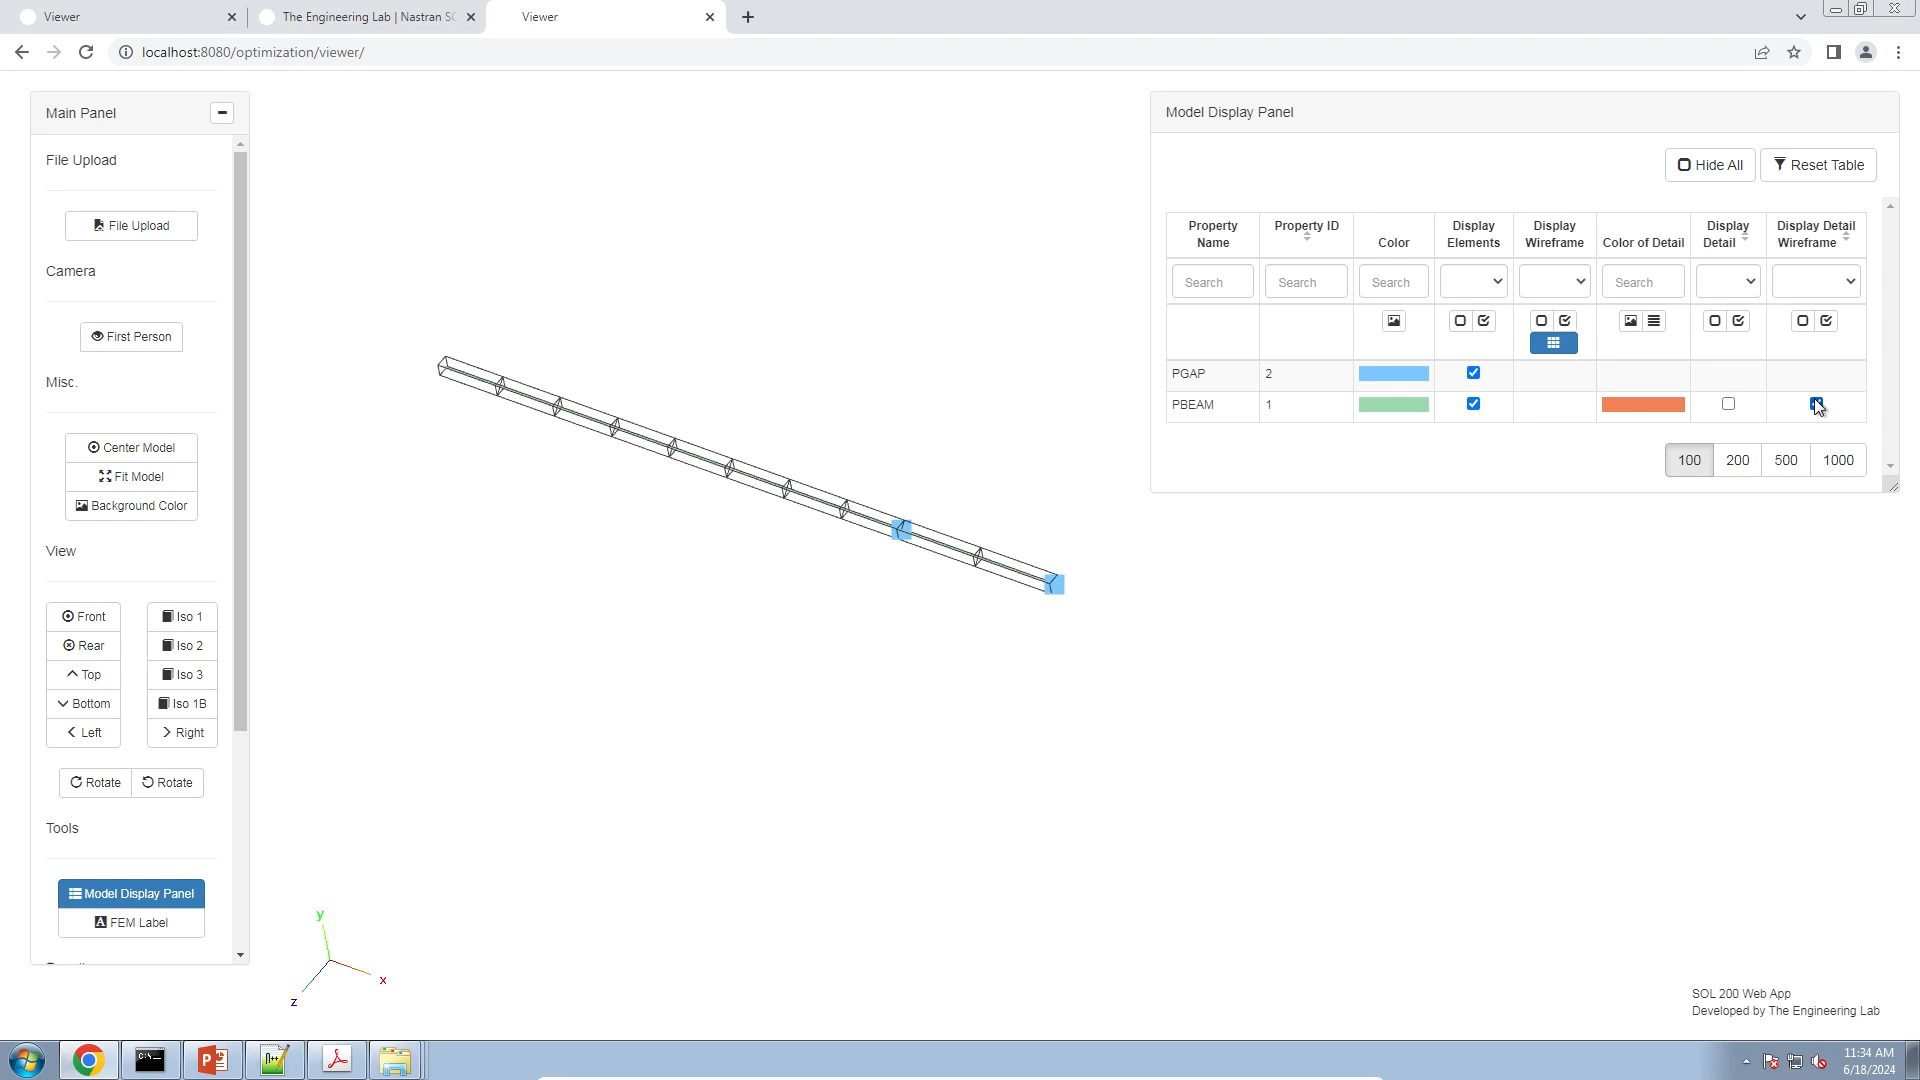 Viewer
The Engineering Lab | Nastran SC
Viewer
localhost:8080/optimization/viewer/
Main Panel
File Upload
File Upload
Camera
First Person
Misc.
Center Model
Fit Model
Background Color
View
Front
Iso 1
Rear
Iso 2
Top
Iso 3
Bottom
Iso 1B
Left
Right
Rotate
Rotate
Tools
Model Display Panel
FEM Label
y
x
z
Model Display Panel
Hide All
Reset Table
Property Name
Property ID
Color
Display Elements
Display Wireframe
Color of Detail
Display Detail
Display Detail Wireframe
Search
Search
Search
Search
PGAP 2
PBEAM 1
100 200 500 1000
SOL 200 Web App
Developed by The Engineering Lab
11:34 AM
6/18/2024